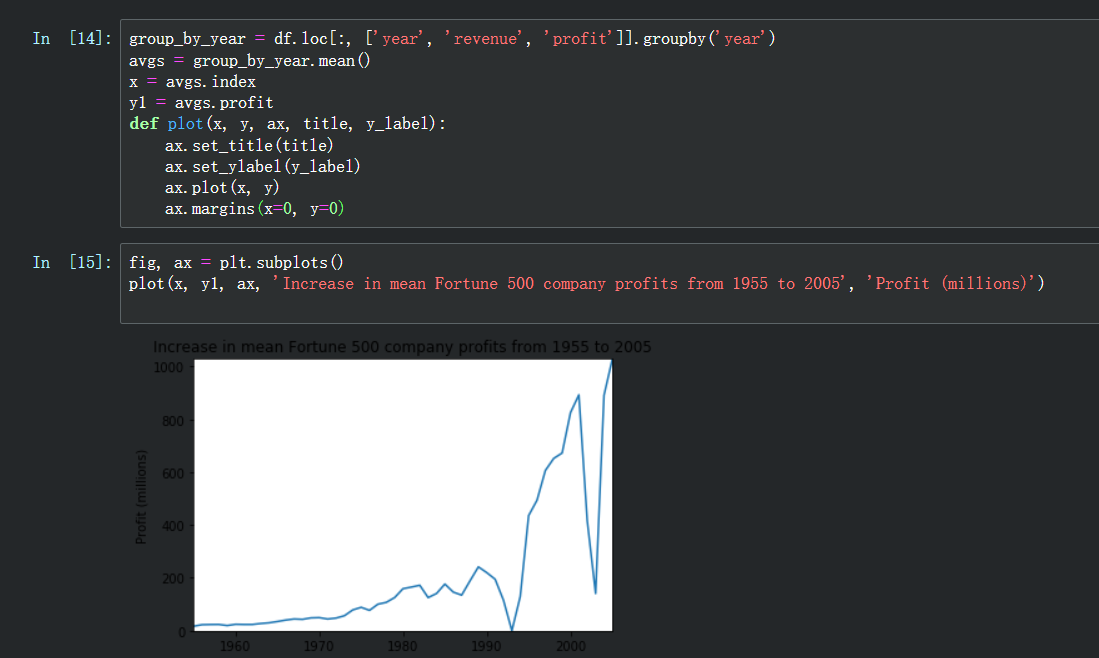 In [14]: group_by_year = df.loc[:, ['year', 'revenue', 'profit']].groupby('year')
avgs = group_by_year.mean()
x = avgs.index
y1 = avgs.profit
def plot(x, y, ax, title, y_label):
    ax.set_title(title)
    ax.set_ylabel(y_label)
    ax.plot(x, y)
    ax.margins(x=0, y=0)
In [15]: fig, ax = plt.subplots()
plot(x, y1, ax, 'Increase in mean Fortune 500 company profits from 1955 to 2005', 'Profit (millions)')
Increase in mean Fortune 500 company profits from 1955 to 2005
1000
800
600
400
200
0
Profit (millions)
1960 1970 1980 1990 2000